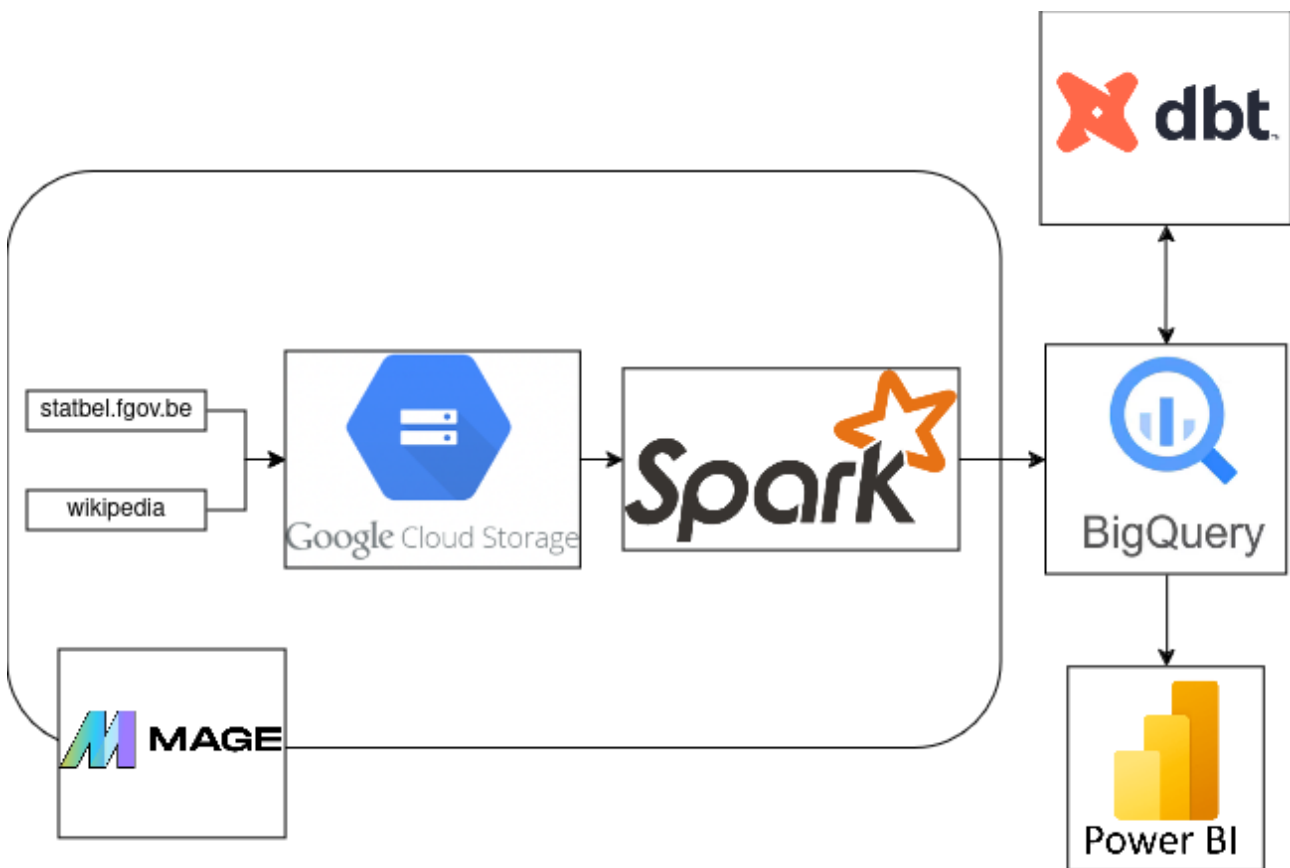 dbt
statbel.fgov.be
wikipedia
Google Cloud Storage
Spark
BigQuery
MAGE
Power BI